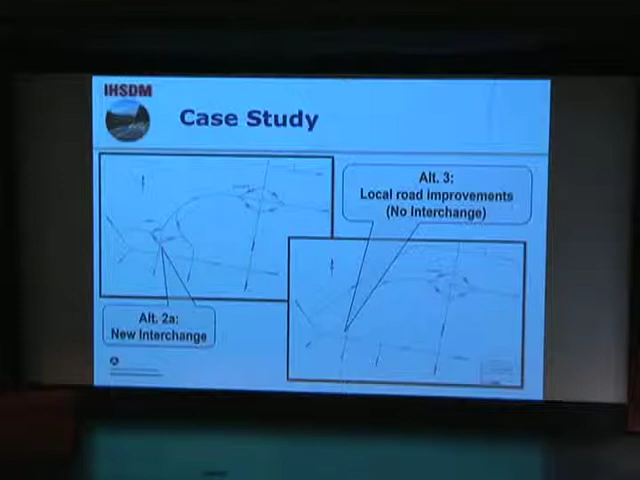 IHSDM
Case Study
Alt. 3:
Local road improvements
(No Interchange)
Alt. 2a:
New Interchange